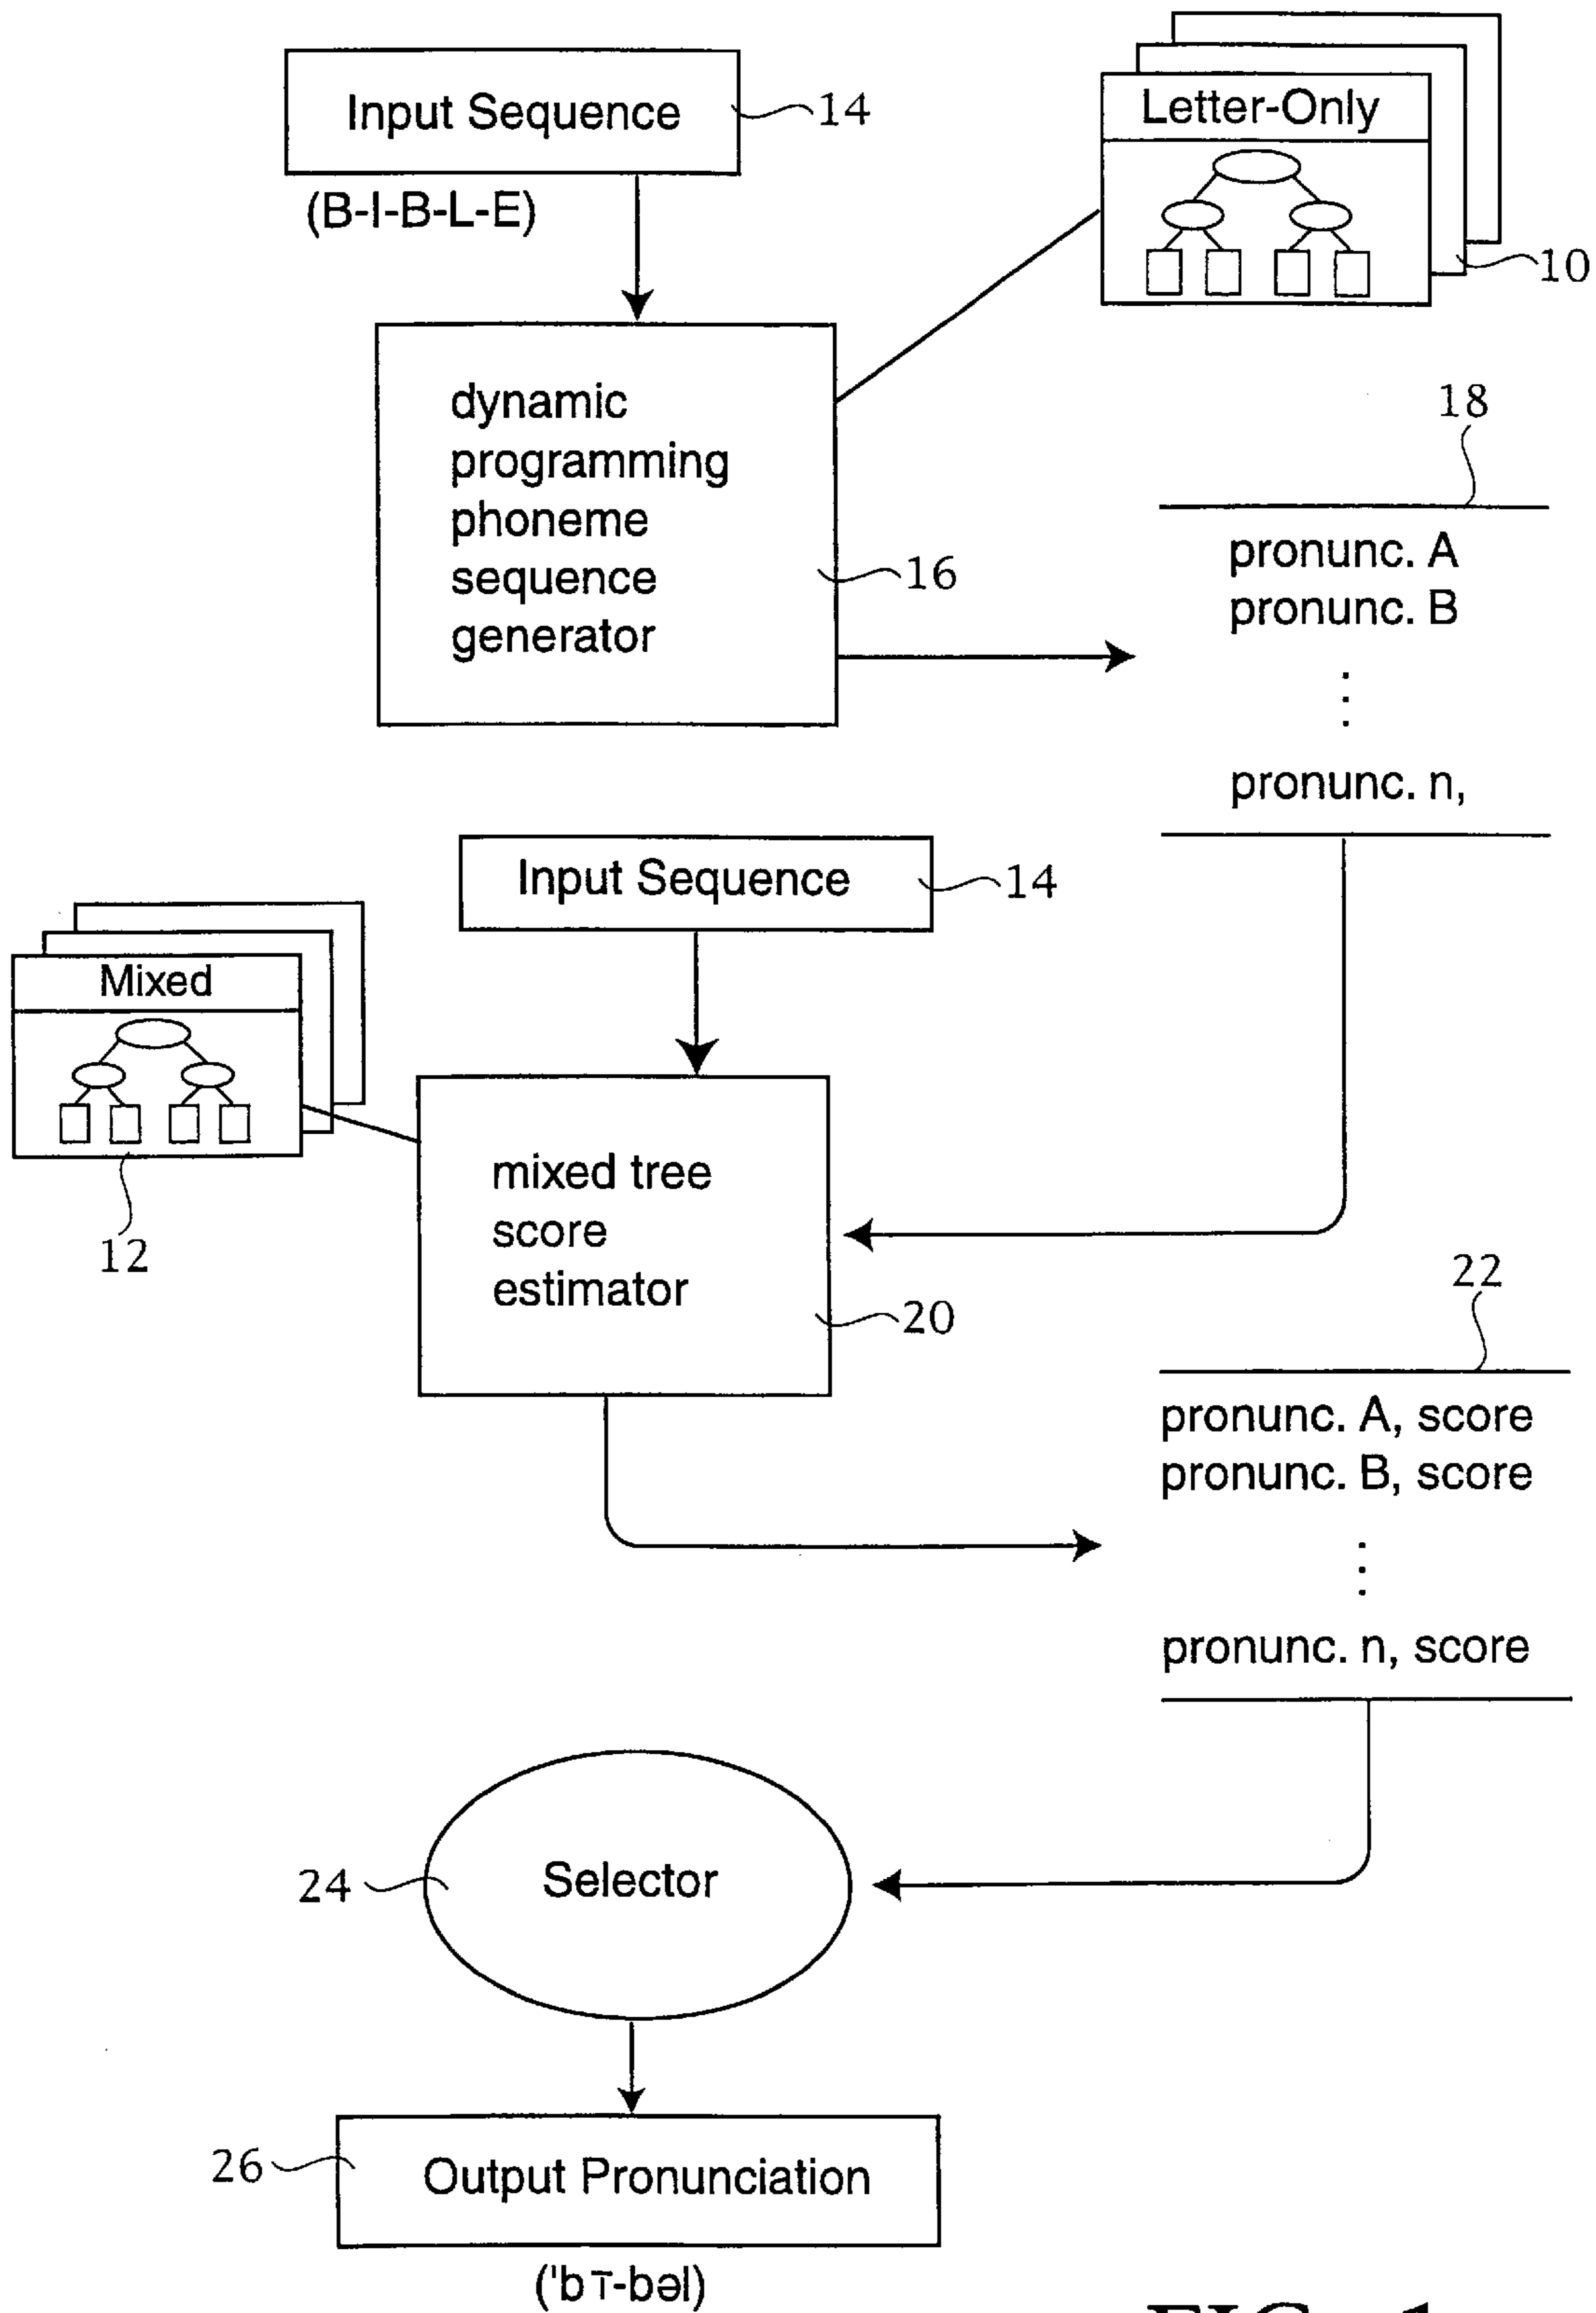 Input Sequence
14
(B-I-B-L-E)
Letter-Only
10
dynamic
programming
phoneme
sequence
generator
16
18
pronunc. A
pronunc. B
⋮
pronunc. n,
Input Sequence
14
Mixed
12
mixed tree
score
estimator
20
22
pronunc. A, score
pronunc. B, score
⋮
pronunc. n, score
24
Selector
26
Output Pronunciation
('bī-bəl)